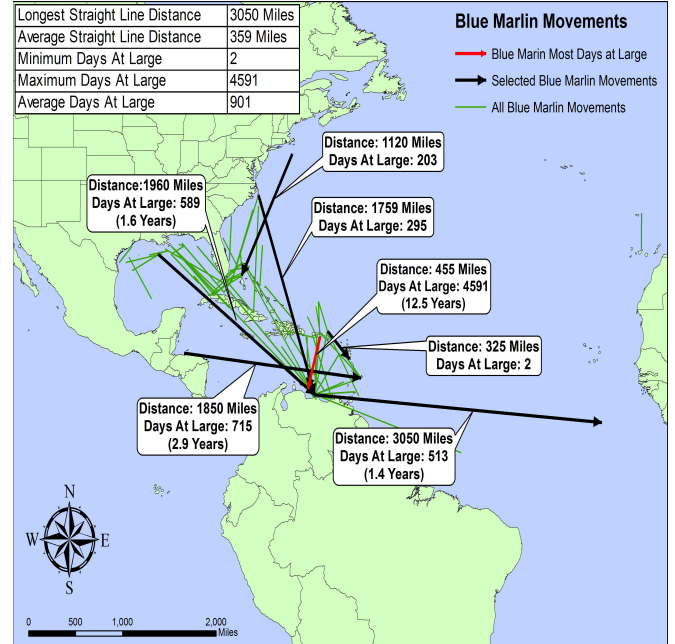 Longest Straight Line Distance 3050 Miles
Average Straight Line Distance 359 Miles
Minimum Days At Large 2
Maximum Days At Large 4591
Average Days At Large 901
Blue Marlin Movements
Blue Marin Most Days at Large
Selected Blue Marlin Movements
All Blue Marlin Movements
Distance: 1120 Miles
Days At Large: 203
Distance:1960 Miles
Days At Large: 589
(1.6 Years)
Distance: 1759 Miles
Days At Large: 295
Distance: 455 Miles
Days At Large: 4591
(12.5 Years)
Distance: 325 Miles
Days At Large: 2
Distance: 1850 Miles
Days At Large: 715
(2.9 Years)
Distance: 3050 Miles
Days At Large: 513
(1.4 Years)
N
W E
S
0 500 1,000 2,000
Miles